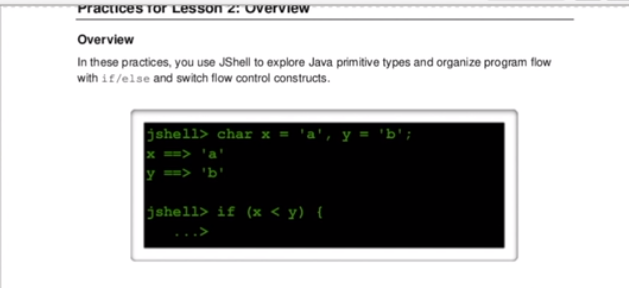 Practices for Lesson 2: Overview
Overview
In these practices, you use JShell to explore Java primitive types and organize program flow
with if/else and switch flow control constructs.
jshell> char x = 'a', y = 'b';
x ==> 'a'
y ==> 'b'
jshell> if (x < y) {
...>